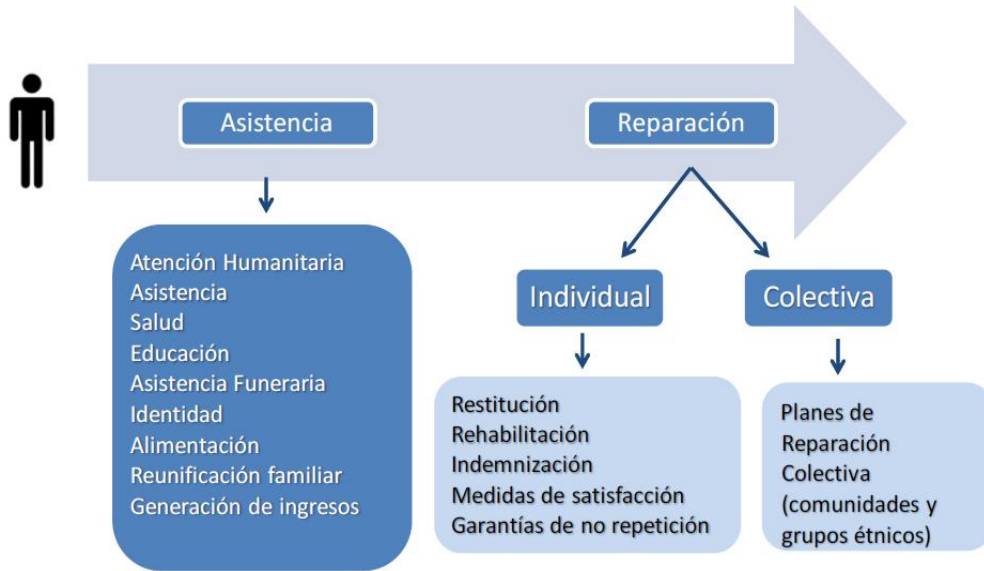 Asistencia
Reparación
Atención Humanitaria
Asistencia
Salud
Educación
Asistencia Funeraria
Identidad
Alimentación
Reunificación familiar
Generación de ingresos
Individual
Colectiva
Restitución
Rehabilitación
Indemnización
Medidas de satisfacción
Garantías de no repetición
Planes de
Reparación
Colectiva
(comunidades y
grupos étnicos)